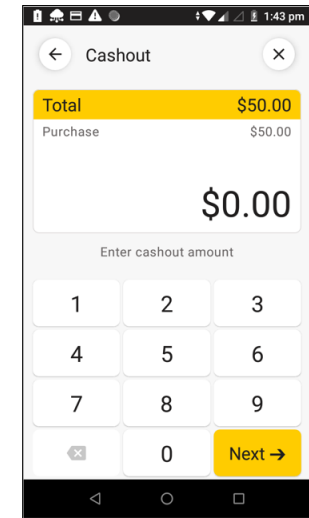 1:43 pm
Cashout
Total $50.00
Purchase $50.00
$0.00
Enter cashout amount
1 2 3
4 5 6
7 8 9
0 Next →